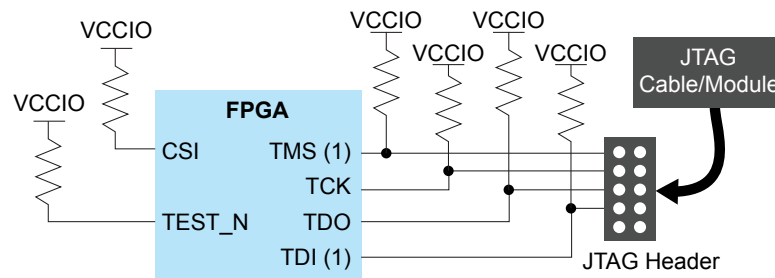 VCCIO
VCCIO
VCCIO
VCCIO
VCCIO
VCCIO
JTAG
Cable/Module
FPGA
CSI
TMS (1)
TCK
TEST_N
TDO
TDI (1)
JTAG Header